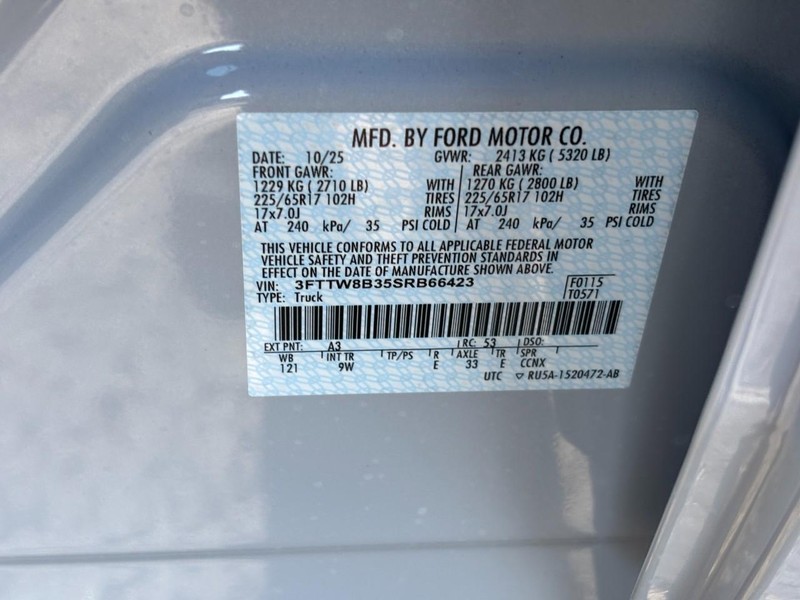 MFD. BY FORD MOTOR CO.
DATE: 10/25 GVWR: 2413 KG ( 5320 LB)
FRONT GAWR: REAR GAWR:
1229 KG ( 2710 LB) WITH 1270 KG ( 2800 LB) WITH
225/65R17 102H TIRES 225/65R17 102H TIRES
17x7.0J RIMS 17x7.0J RIMS
AT 240 kPa/ 35 PSI COLD AT 240 kPa/ 35 PSI COLD
THIS VEHICLE CONFORMS TO ALL APPLICABLE FEDERAL MOTOR
VEHICLE SAFETY AND THEFT PREVENTION STANDARDS IN
EFFECT ON THE DATE OF MANUFACTURE SHOWN ABOVE.
VIN: 3FTTW8B35SRB66423 F0115
TYPE: Truck T0571
EXT PNT: A3 RC: 53 DSO:
WB INT TR TP/PS R AXLE TR SPR
121 9W E 33 E CCNX
UTC ▽ RU5A-1520472-AB